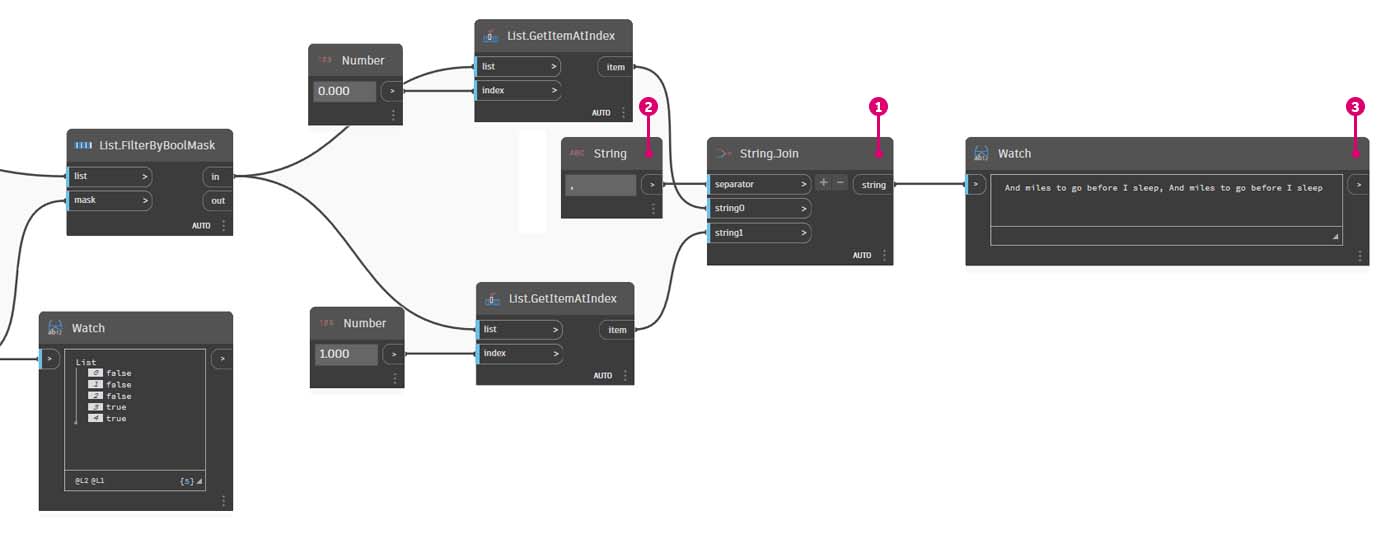 List.FilterByBoolMask
list >
in
mask >
out
AUTO
Watch
>
>
List
0 false
1 false
2 false
3 true
4 true
@L2 @L1
{5}
123 Number
0.000
>
List.GetItemAtIndex
list >
item
index >
AUTO
123 Number
1.000
>
List.GetItemAtIndex
list >
item
index >
AUTO
2
ABC String
,
>
1
String.Join
separator >
+ −
string
string0 >
string1 >
AUTO
3
Watch
>
And miles to go before I sleep, And miles to go before I sleep
>